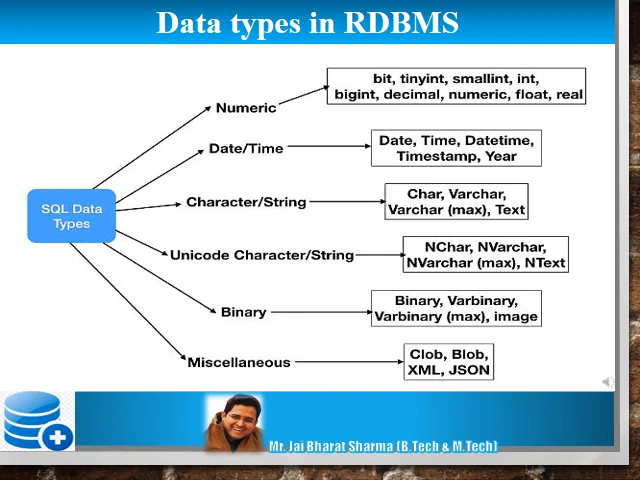 Data types in RDBMS
bit, tinyint, smallint, int,
bigint, decimal, numeric, float, real
Numeric
Date, Time, Datetime,
Timestamp, Year
Date/Time
Char, Varchar,
Varchar (max), Text
Character/String
SQL Data
Types
NChar, NVarchar,
NVarchar (max), NText
Unicode Character/String
Binary, Varbinary,
Varbinary (max), image
Binary
Clob, Blob,
XML, JSON
Miscellaneous
Mr. Jai Bharat Sharma (B.Tech & M.Tech)